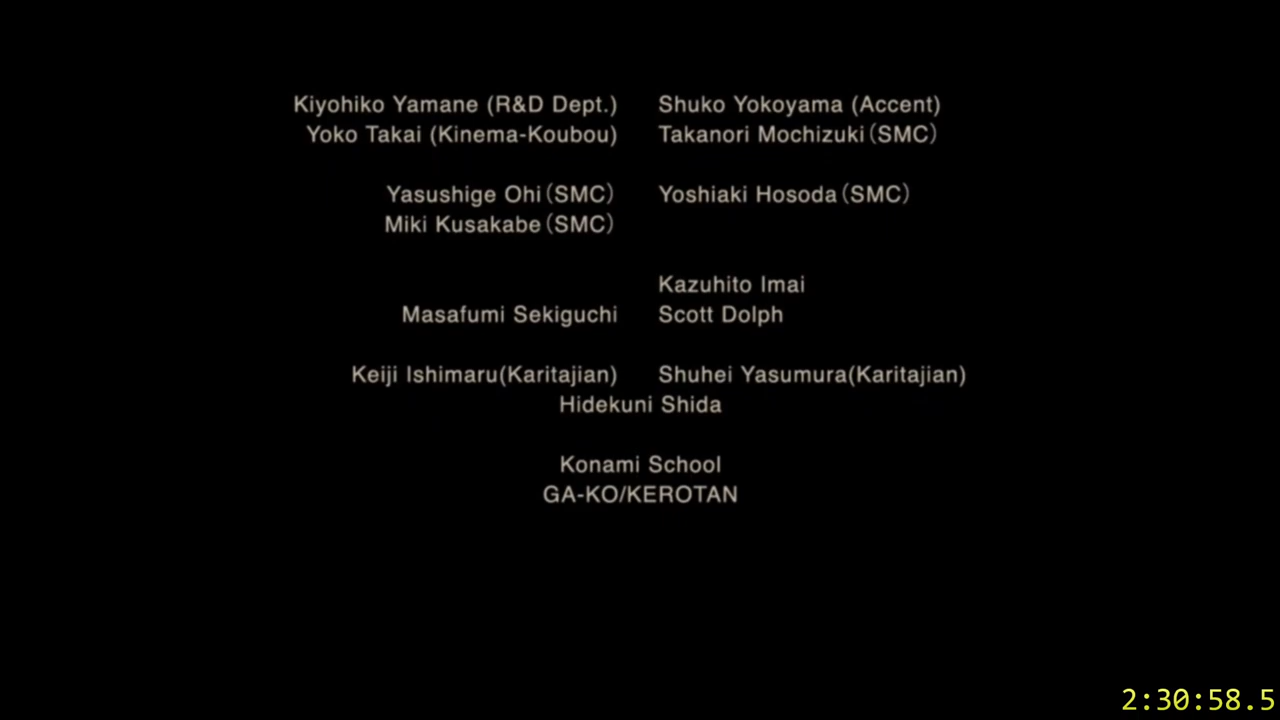 Kiyohiko Yamane (R&D Dept.) Shuko Yokoyama (Accent)
Yoko Takai (Kinema-Koubou) Takanori Mochizuki(SMC)
Yasushige Ohi(SMC) Yoshiaki Hosoda(SMC)
Miki Kusakabe(SMC)
Kazuhito Imai
Masafumi Sekiguchi Scott Dolph
Keiji Ishimaru(Karitajian) Shuhei Yasumura(Karitajian)
Hidekuni Shida
Konami School
GA-KO/KEROTAN
2:30:58.5